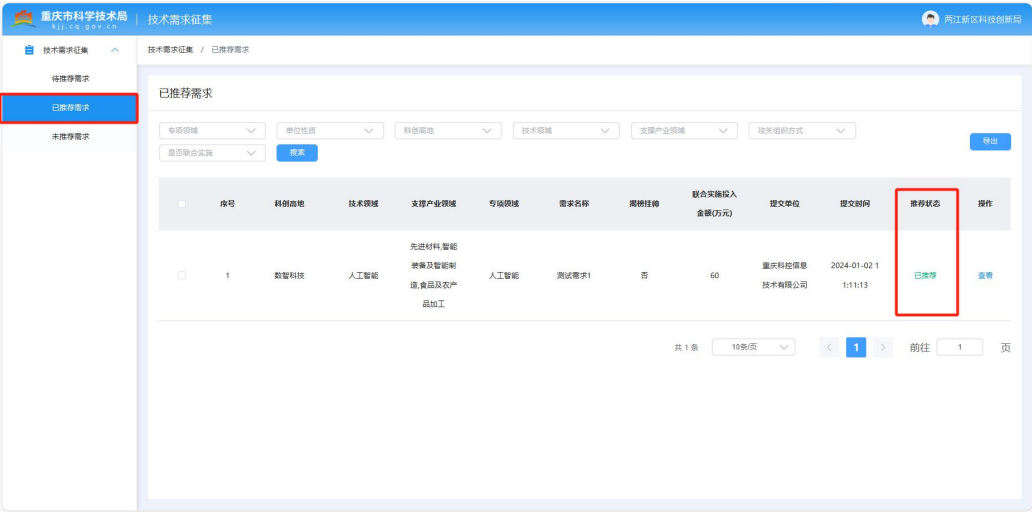 重庆市科学技术局 | 技术需求征集
kjj.cq.gov.cn
两江新区科技创新局
技术需求征集
待推荐需求
已推荐需求
未推荐需求
技术需求征集 / 已推荐需求
已推荐需求
专项领域 单位性质 科创高地 技术领域 支撑产业领域 攻关组织方式
是否联合实施 搜索
导出
序号 科创高地 技术领域 支撑产业领域 专项领域 需求名称 揭榜挂帅 联合实施投入 提交单位 提交时间 推荐状态 操作
金额(万元)
先进材料,智能
装备及智能制
造,食品及农产
品加工
1 数智科技 人工智能 人工智能 测试需求1 否 60 重庆科控信息 2024-01-02 1 已推荐 查看
技术有限公司 1:11:13
共 1 条 10条/页 < 1 > 前往 1 页